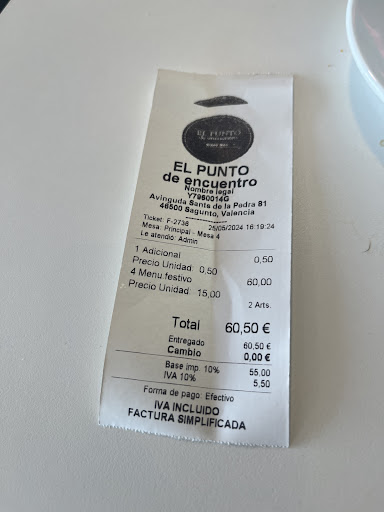 EL PUNTO
de encuentro
EL PUNTO
de encuentro
Nombre legal
Y7960014G
Avinguda Sants de la Pedra 81
46500 Sagunto, Valencia
Ticket: F-2738
25/05/2024 16:19:24
Mesa: Principal - Mesa 4
Le atendió: Admin
1 Adicional 0,50
Precio Unidad: 0,50
4 Menu festivo 60,00
Precio Unidad: 15,00
2 Arts.
Total 60,50 €
Entregado 60,50 €
Cambio 0,00 €
Base Imp. 10% 55,00
IVA 10% 5,50
Forma de pago: Efectivo
IVA INCLUIDO
FACTURA SIMPLIFICADA